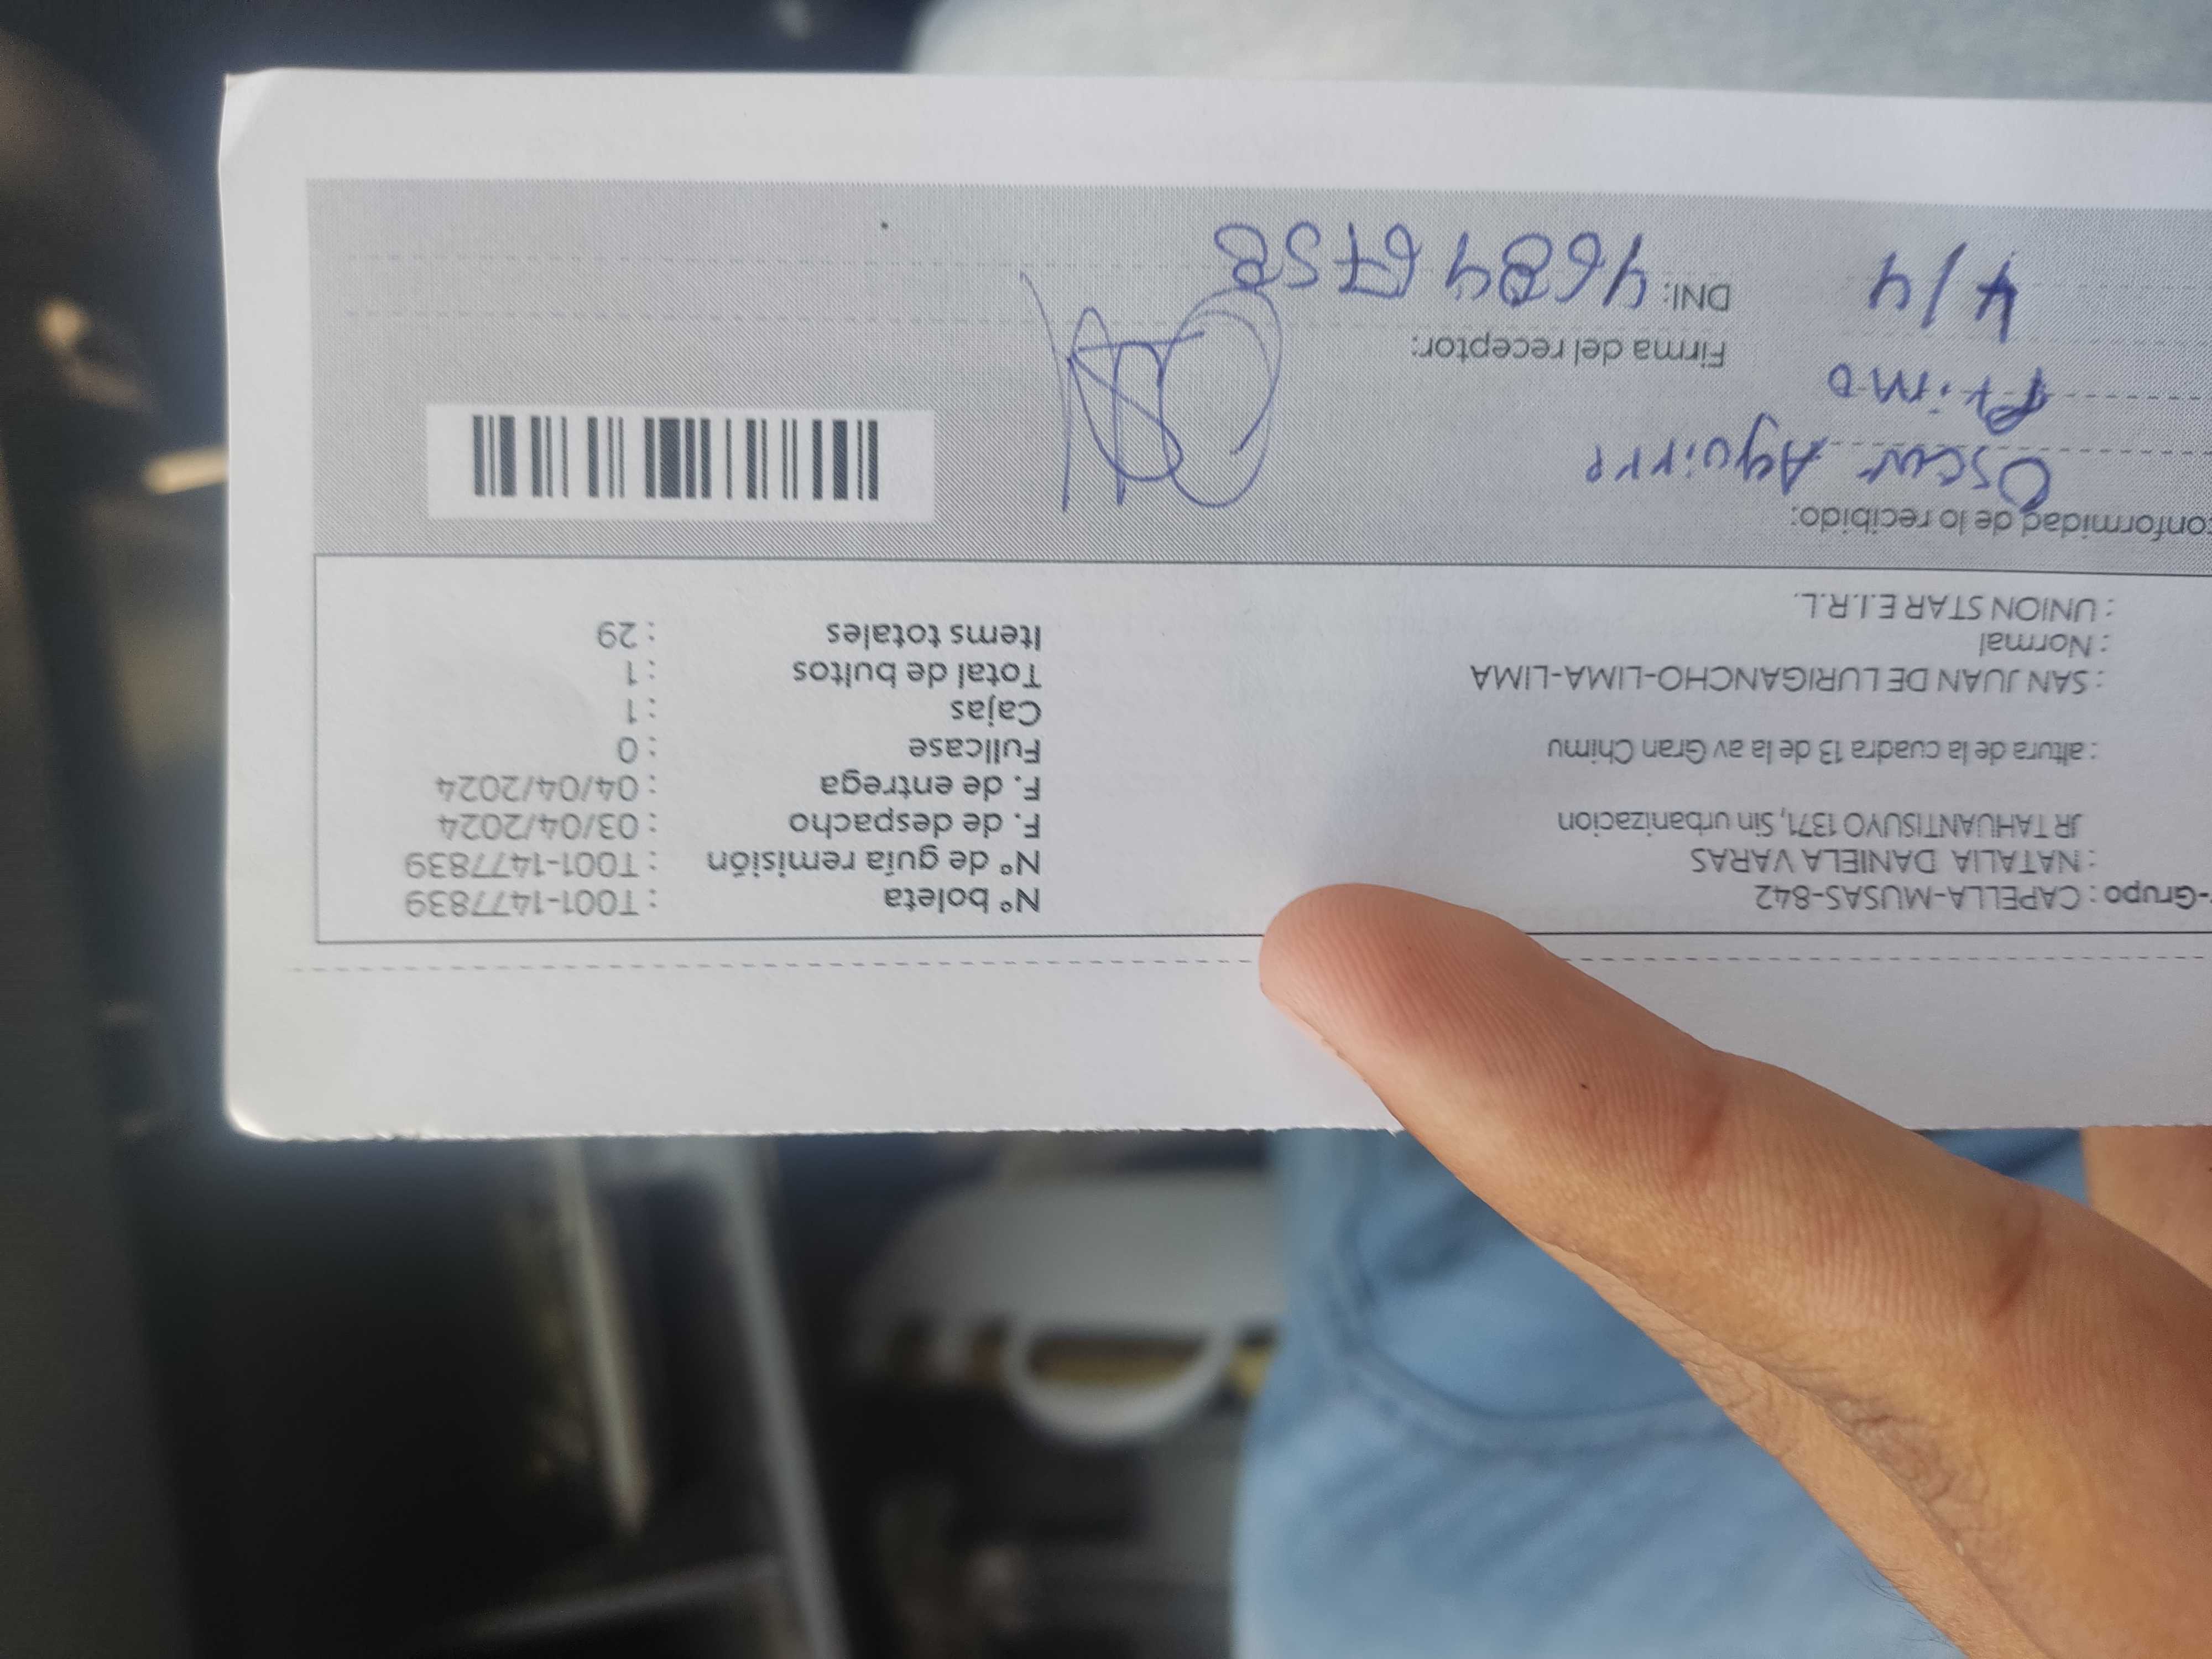 -Grupo : CAPELLA-MUSAS-842
: NATALIA DANIELA VARAS
JR TAHUANTISUYO 1371, Sin urbanizacion
: altura de la cuadra 13 de la av Gran Chimu
: SAN JUAN DE LURIGANCHO-LIMA-LIMA
: Normal
: UNION STAR E.I.R.L.
N° boleta : T001-1477839
N° de guía remisión : T001-1477839
F. de despacho : 03/04/2024
F. de entrega : 04/04/2024
Fullcase : 0
Cajas : 1
Total de bultos : 1
Items totales : 29
conformidad de lo recibido:
Oscar Aguirre
Primo
4/4
Firma del receptor:
DNI: 46846758